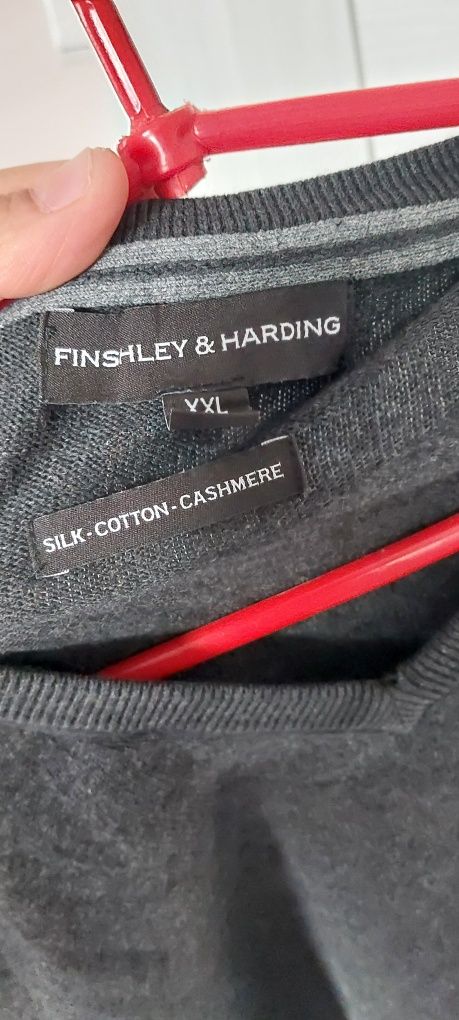 FINSHLEY & HARDING
XXL
SILK-COTTON-CASHMERE